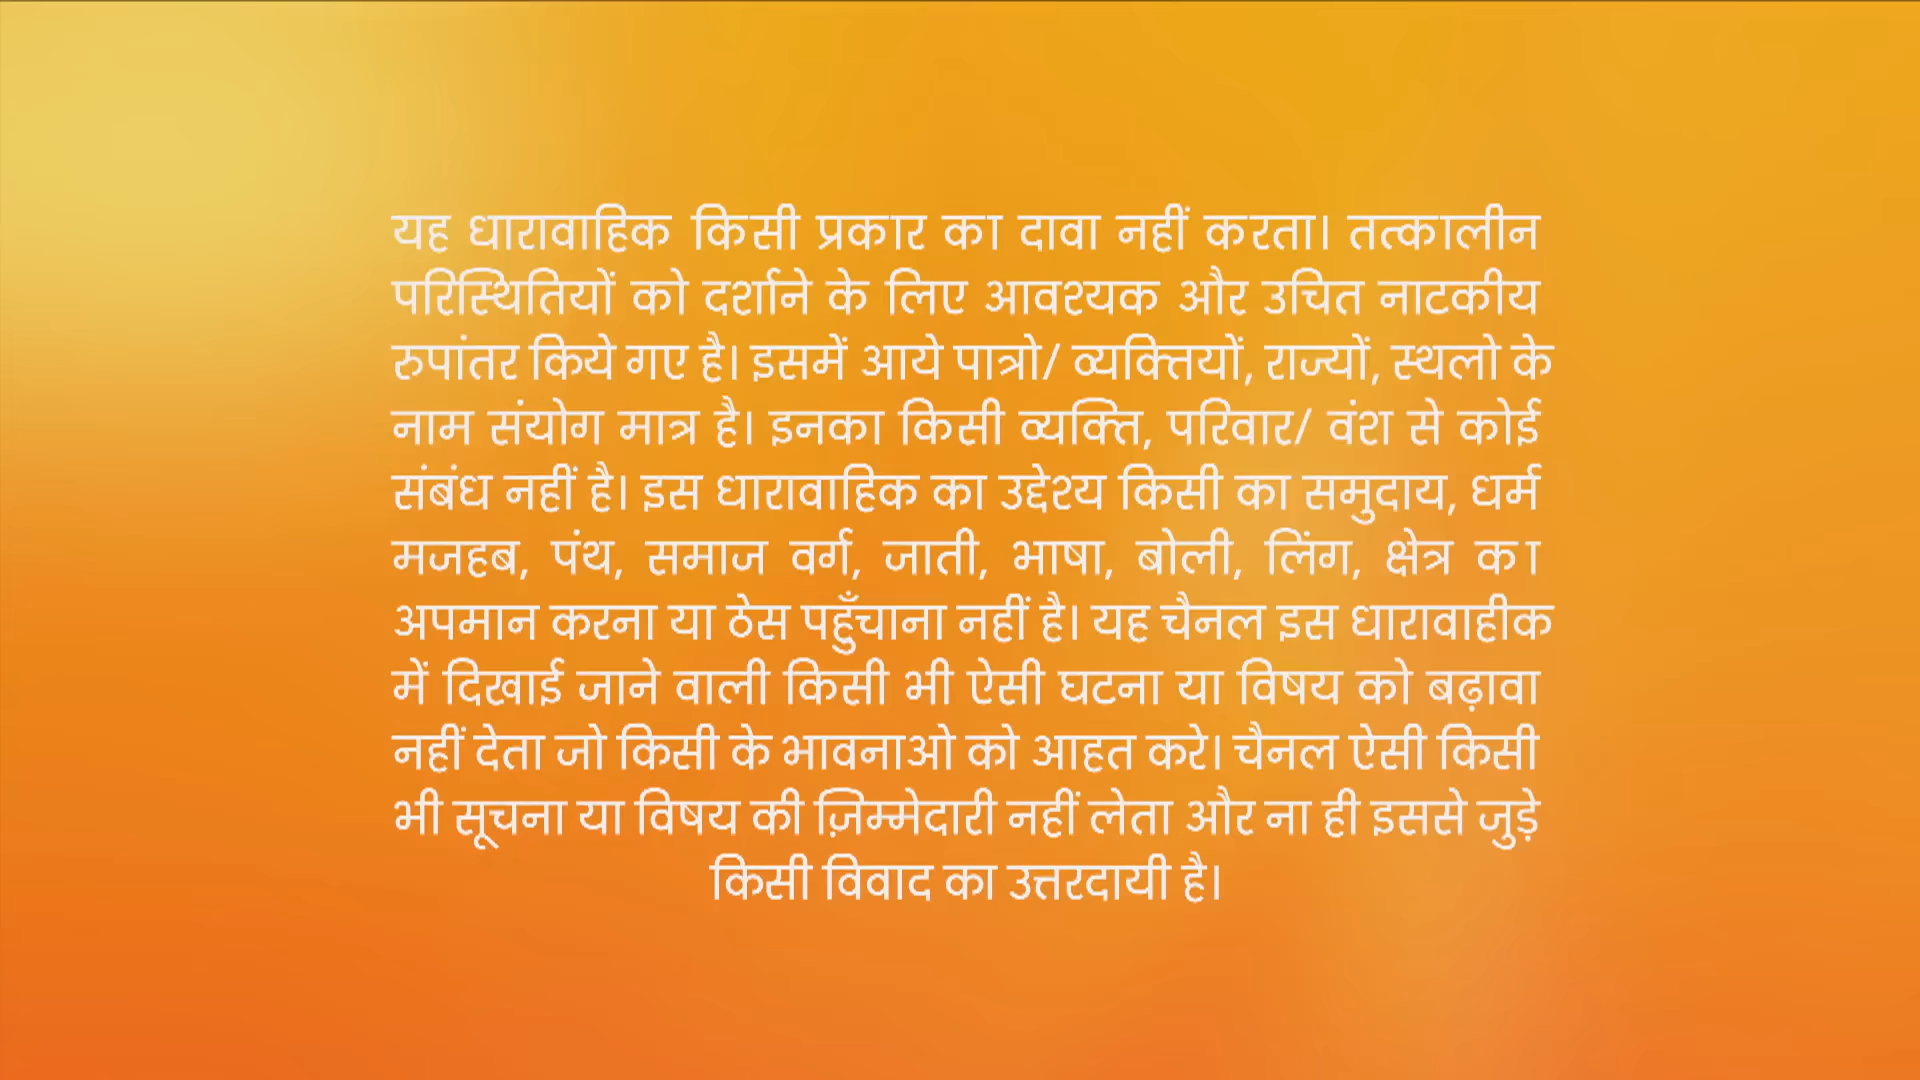 यह धारावाहिक किसी प्रकार का दावा नहीं करता। तत्कालीन
परिस्थितियों को दर्शाने के लिए आवश्यक और उचित नाटकीय
रुपांतर किये गए है। इसमें आये पात्रो/ व्यक्तियों, राज्यों, स्थलो के
नाम संयोग मात्र है। इनका किसी व्यक्ति, परिवार/ वंश से कोई
संबंध नहीं है। इस धारावाहिक का उद्देश्य किसी का समुदाय, धर्म
मजहब, पंथ, समाज वर्ग, जाती, भाषा, बोली, लिंग, क्षेत्र का
अपमान करना या ठेस पहुँचाना नहीं है। यह चैनल इस धारावाहीक
में दिखाई जाने वाली किसी भी ऐसी घटना या विषय को बढ़ावा
नहीं देता जो किसी के भावनाओ को आहत करे। चैनल ऐसी किसी
भी सूचना या विषय की ज़िम्मेदारी नहीं लेता और ना ही इससे जुड़े
किसी विवाद का उत्तरदायी है।